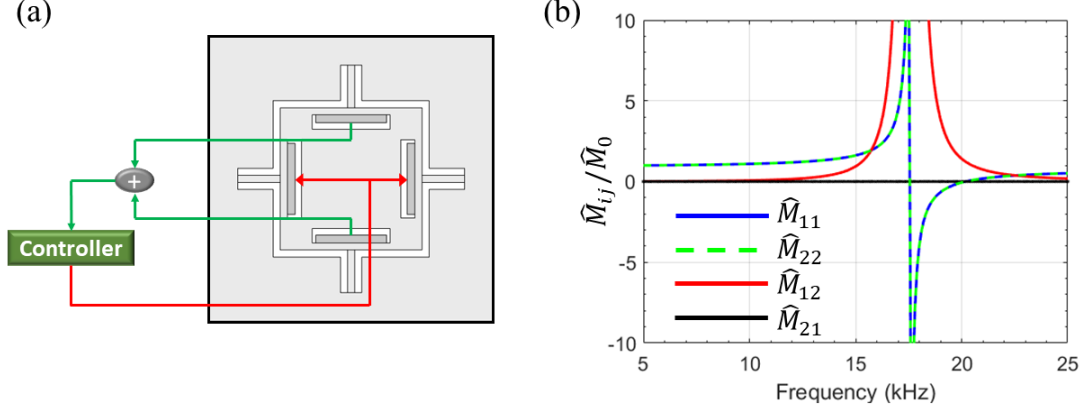 (a)
+
Controller
(b)
10
5
0
-5
-10
M̂ij/M̂0
M̂11
M̂22
M̂12
M̂21
5
10
15
20
25
Frequency (kHz)